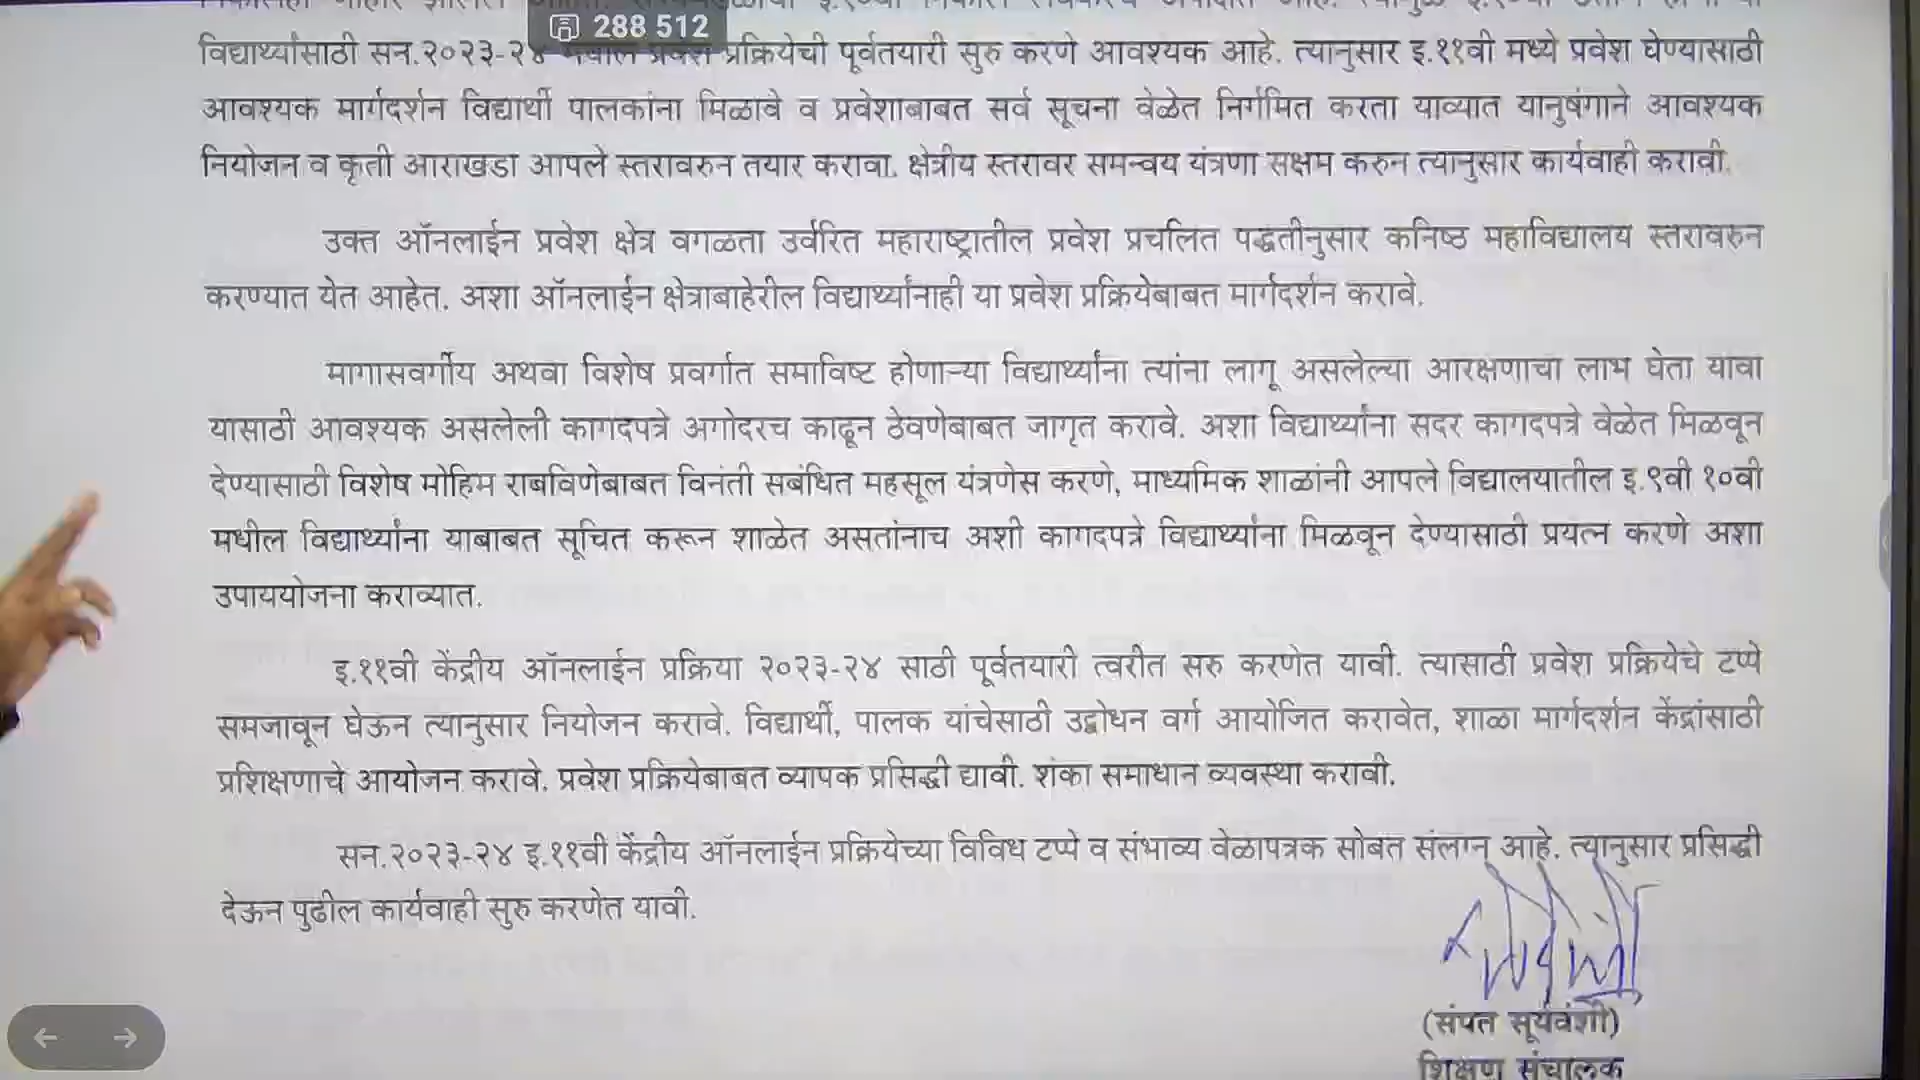 288 512
विद्यार्थ्यांसाठी सन.२०२३-२४ प्रक्रियेची पूर्वतयारी सुरु करणे आवश्यक आहे. त्यानुसार इ.११वी मध्ये प्रवेश घेण्यासाठी
आवश्यक मार्गदर्शन विद्यार्थी पालकांना मिळावे व प्रवेशाबाबत सर्व सूचना वेळेत निर्गमित करता याव्यात यानुषंगाने आवश्यक
नियोजन व कृती आराखडा आपले स्तरावरुन तयार करावा. क्षेत्रीय स्तरावर समन्वय यंत्रणा सक्षम करुन त्यानुसार कार्यवाही करावी.
उक्त ऑनलाईन प्रवेश क्षेत्र वगळता उर्वरित महाराष्ट्रातील प्रवेश प्रचलित पद्धतीनुसार कनिष्ठ महाविद्यालय स्तरावरुन
करण्यात येत आहेत. अशा ऑनलाईन क्षेत्राबाहेरील विद्यार्थ्यांनाही या प्रवेश प्रक्रियेबाबत मार्गदर्शन करावे.
मागासवर्गीय अथवा विशेष प्रवर्गात समाविष्ट होणाऱ्या विद्यार्थ्यांना त्यांना लागू असलेल्या आरक्षणाचा लाभ घेता यावा
यासाठी आवश्यक असलेली कागदपत्रे अगोदरच काढून ठेवणेबाबत जागृत करावे. अशा विद्यार्थ्यांना सदर कागदपत्रे वेळेत मिळवून
देण्यासाठी विशेष मोहिम राबविणेबाबत विनंती सबंधित महसूल यंत्रणेस करणे, माध्यमिक शाळांनी आपले विद्यालयातील इ.९वी १०वी
मधील विद्यार्थ्यांना याबाबत सूचित करून शाळेत असतांनाच अशी कागदपत्रे विद्यार्थ्यांना मिळवून देण्यासाठी प्रयत्न करणे अशा
उपाययोजना कराव्यात.
इ.११वी केंद्रीय ऑनलाईन प्रक्रिया २०२३-२४ साठी पूर्वतयारी त्वरीत सरु करणेत यावी. त्यासाठी प्रवेश प्रक्रियेचे टप्पे
समजावून घेऊन त्यानुसार नियोजन करावे. विद्यार्थी, पालक यांचेसाठी उद्बोधन वर्ग आयोजित करावेत, शाळा मार्गदर्शन केंद्रांसाठी
प्रशिक्षणाचे आयोजन करावे. प्रवेश प्रक्रियेबाबत व्यापक प्रसिद्धी द्यावी. शंका समाधान व्यवस्था करावी.
सन.२०२३-२४ इ.११वी केंद्रीय ऑनलाईन प्रक्रियेच्या विविध टप्पे व संभाव्य वेळापत्रक सोबत संलग्न आहे. त्यानुसार प्रसिद्धी
देऊन पुढील कार्यवाही सुरु करणेत यावी.
(संपत सूर्यवंशी)
शिक्षण संचालक